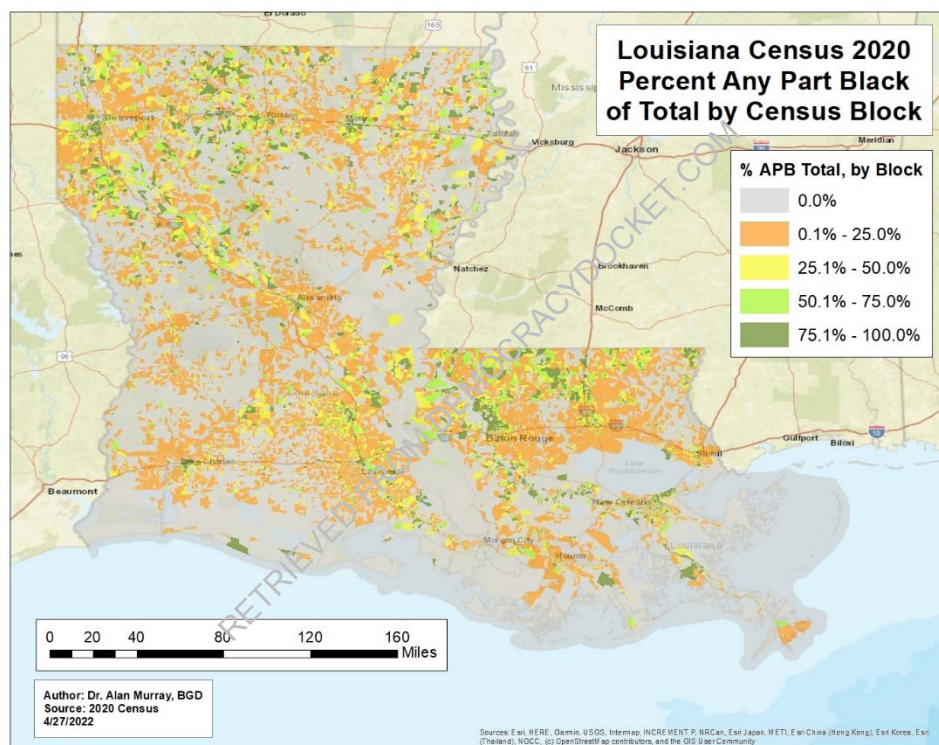 El Dorado
165
61
Mississippi
Louisiana Census 2020
Percent Any Part Black
of Total by Census Block
Shreveport
Ruston
Monroe
Tallulah
Vicksburg
Jackson
Meridian
% APB Total, by Block
0.0%
0.1% - 25.0%
25.1% - 50.0%
50.1% - 75.0%
75.1% - 100.0%
Natchez
Brookhaven
McComb
Alexandria
96
Baton Rouge
Slidell
Gulfport
Biloxi
10
Lake Charles
Lafayette
Lake
Pontchartrain
Beaumont
New Orleans
Morgan City
Houma
Louisiana
RETRIEVED FROM DEMOCRACYDOCKET.COM
0 10 20 40 80 120 160
Miles
Author: Dr. Alan Murray, BGD
Source: 2020 Census
4/27/2022
Sources: Esri, HERE, Garmin, USGS, Intermap, INCREMENT P, NRCan, Esri Japan, METI, Esri China (Hong Kong), Esri Korea, Esri
(Thailand), NGCC, (c) OpenStreetMap contributors, and the GIS User Community